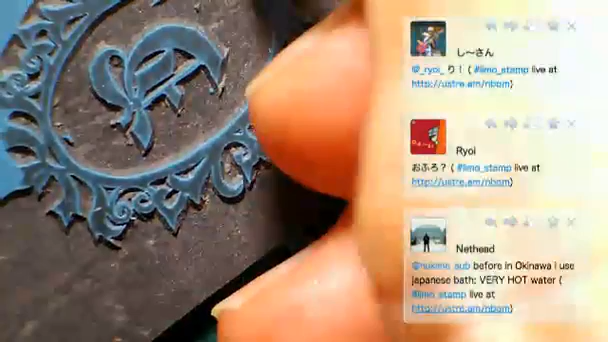 し〜さん
@_ryoi_ り！ ( #limo_stamp live at
http://ustre.am/nbom)
Ryoi
おふろ？ ( #limo_stamp live at
http://ustre.am/nbom)
Nethead
before in Okinawa i use
japanese bath: VERY HOT water (
#limo_stamp live at
http://ustre.am/nbom)